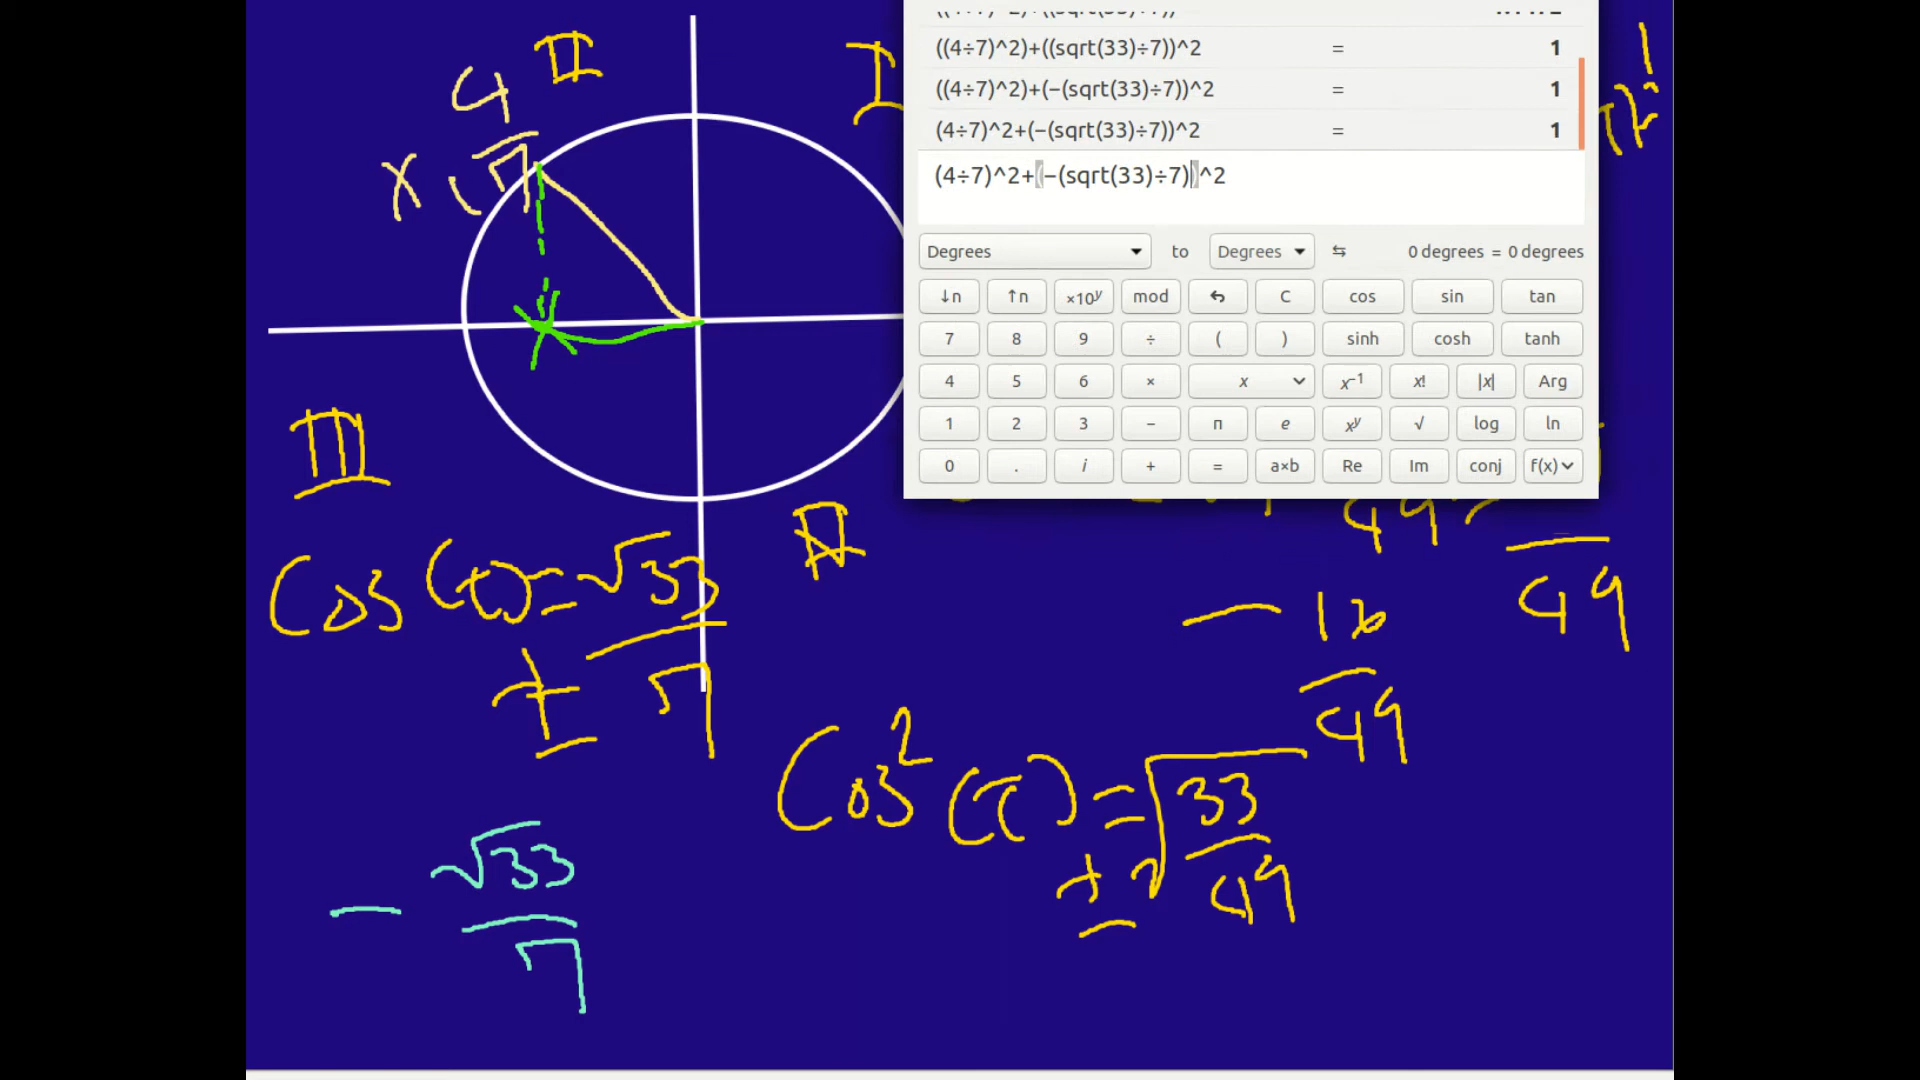 II
I
4
x, 7
((4÷7)^2)+((sqrt(33)÷7))^2 = 1
((4÷7)^2)+(−(sqrt(33)÷7))^2 = 1
(4÷7)^2+(−(sqrt(33)÷7))^2 = 1
(4÷7)^2+(−(sqrt(33)÷7))^2
Degrees to Degrees ⇆ 0 degrees = 0 degrees
↓n ↑n ×10^y mod C cos sin tan
7 8 9 ÷ ( ) sinh cosh tanh
4 5 6 × x x^−1 x! |x| Arg
1 2 3 − π e x^y √ log ln
0 . i + = a×b Re Im conj f(x)
III
IV
49
49
Cos (t) = √33
± 7
− 16
49
Cos² (t) = √33
± 49
− √33
7